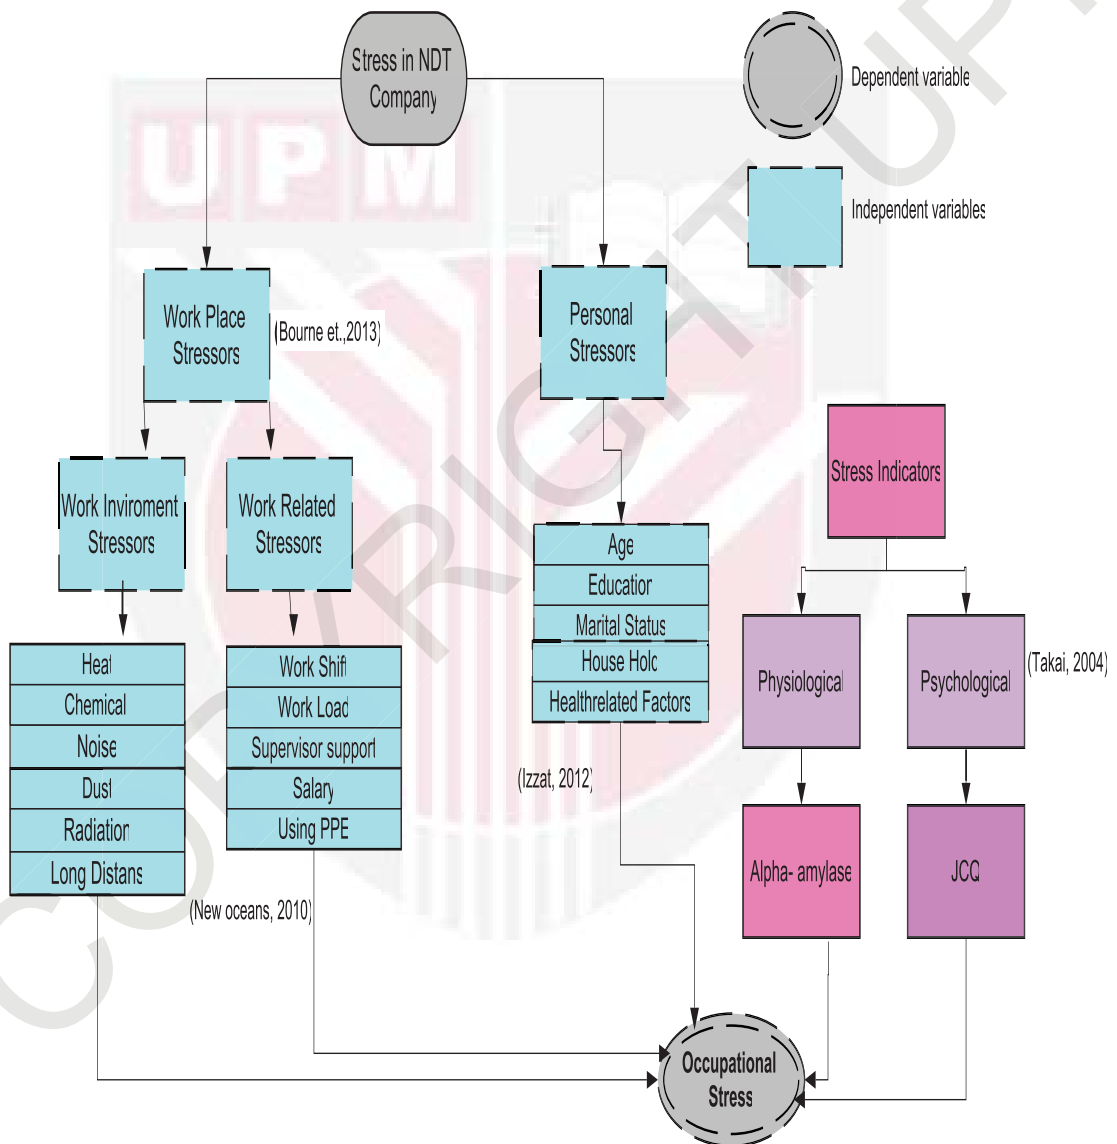 Stress in NDT
Company
Dependent variable
Independent variables
UPM
Work Place
Stressors
(Bourne et.,2013)
Personal
Stressors
Work Inviroment
Stressors
Work Related
Stressors
Stress Indicators
Age
Education
Marital Status
House Hold
Healthrelated Factors
Heat
Chemical
Noise
Dust
Radiation
Long Distans
Work Shift
Work Load
Supervisor support
Salary
Using PPE
Physiological
Psychological
(Takai, 2004)
(Izzat, 2012)
(New oceans, 2010)
Alpha- amylase
JCQ
Occupational
Stress
COPYRIGHT UPM